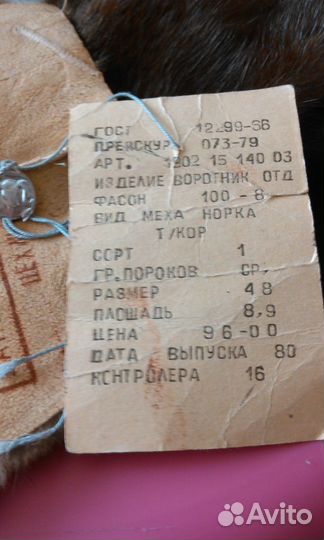 ГОСТ 12299-66
ПРЕЙСКУР. 073-79
АРТ. 1202 15 140 03
ИЗДЕЛИЕ ВОРОТНИК ОТД
ФАСОН 100-8
ВИД МЕХА НОРКА
Т/КОР
СОРТ 1
ГР.ПОРОКОВ СР.
РАЗМЕР 48
ПЛОЩАДЬ 8,9
ЦЕНА 96-00
ДАТА ВЫПУСКА 80
КОНТРОЛЕРА 16
ЦЕХ
Avito